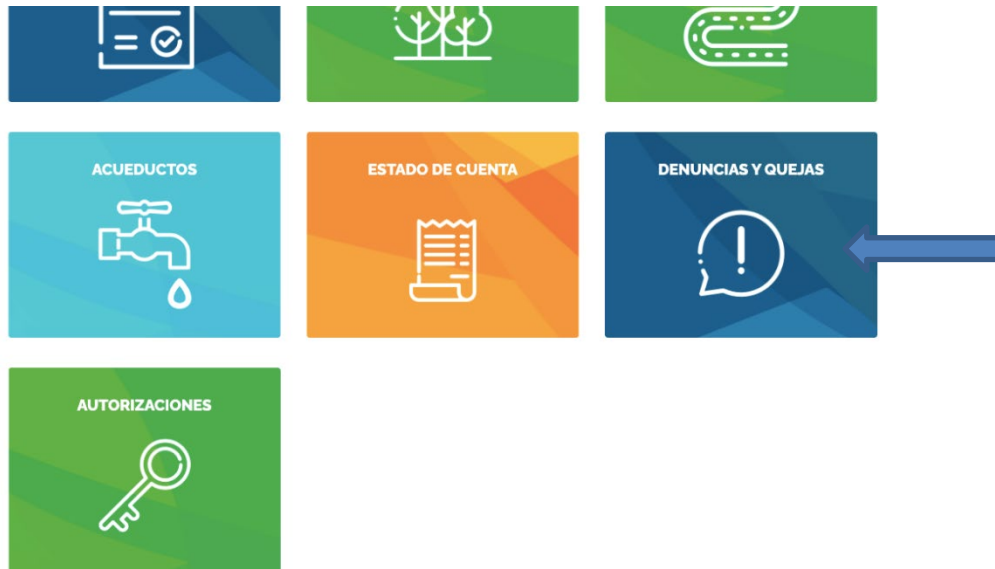 ACUEDUCTOS
ESTADO DE CUENTA
DENUNCIAS Y QUEJAS
AUTORIZACIONES